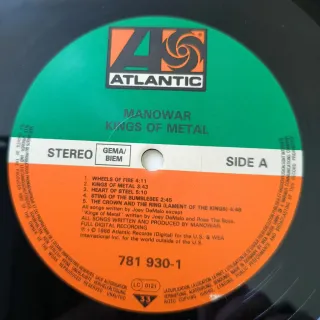 ATLANTIC
MANOWAR
KINGS OF METAL
STEREO GEMA/BIEM SIDE A
1. WHEELS OF FIRE 4:11
2. KINGS OF METAL 3:43
3. HEART OF STEEL 5:10
4. STING OF THE BUMBLEBEE 2:45
5. THE CROWN AND THE RING (LAMENT OF THE KINGS) 4:46
All songs written by Joey DeMaio except
"Kings of Metal" written by Joey DeMaio and Ross The Boss.
ALL SONGS WRITTEN AND PRODUCED BY MANOWAR.
FULL DIGITAL RECORDING
℗ © 1988 Atlantic Records (Digital) for the U.S. & WEA
International Inc. for the world outside of the U.S.
781 930-1
LC 0121
33